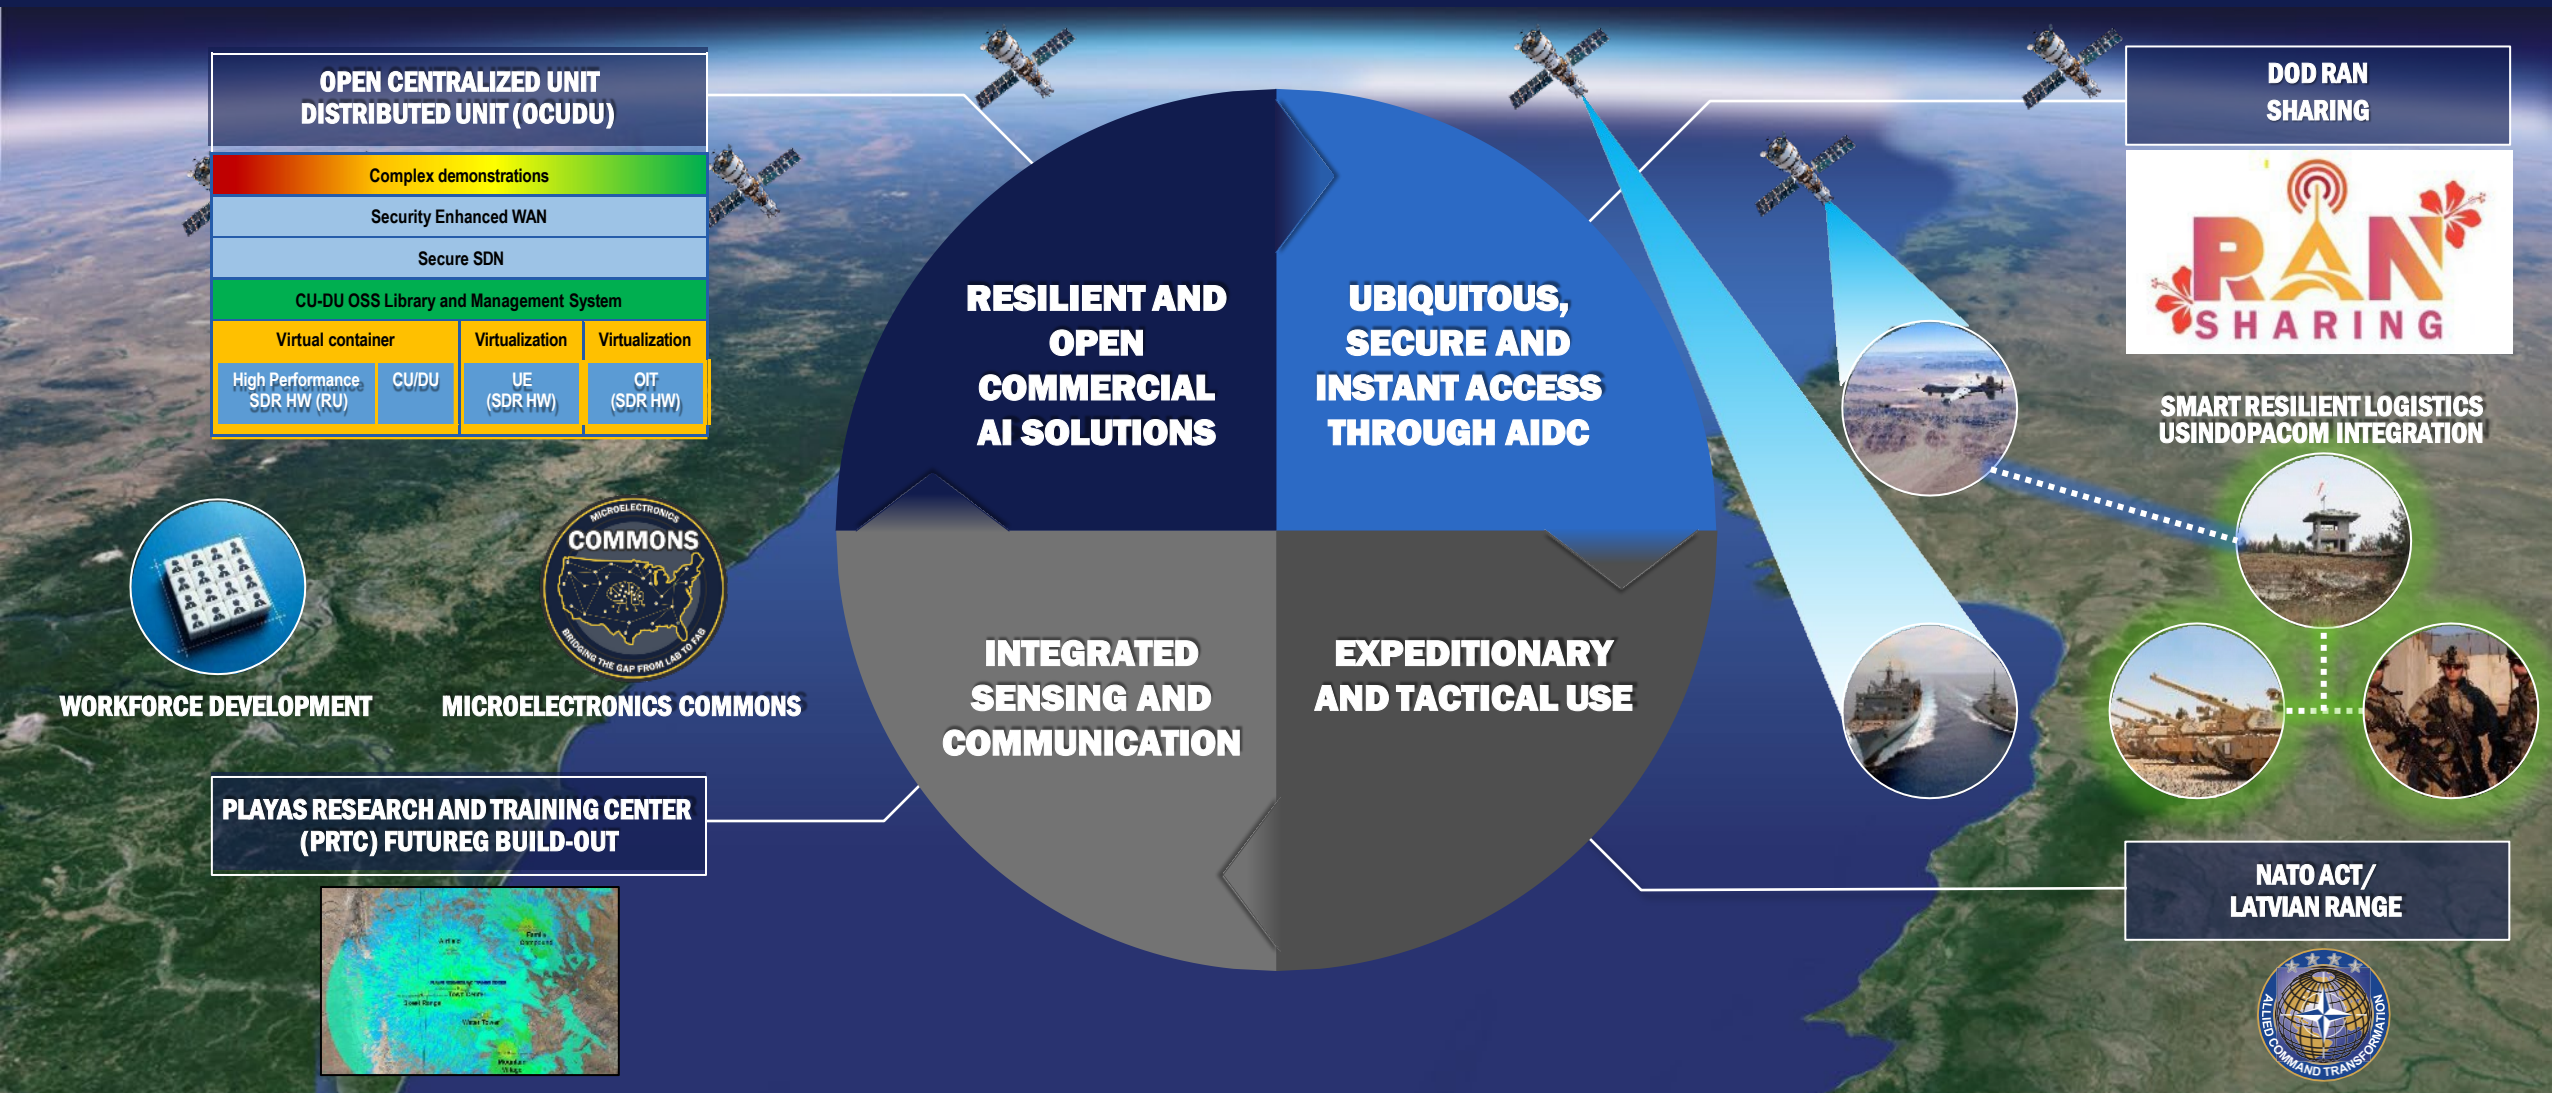 OPEN CENTRALIZED UNIT
DISTRIBUTED UNIT (OCUDU)
Complex demonstrations
Security Enhanced WAN
Secure SDN
CU-DU OSS Library and Management System
Virtual container
Virtualization
Virtualization
High Performance
SDR HW (RU)
CU/DU
UE
(SDR HW)
OIT
(SDR HW)
MICROELECTRONICS
COMMONS
BRIDGING THE GAP FROM LAB TO FAB
WORKFORCE DEVELOPMENT
MICROELECTRONICS COMMONS
PLAYAS RESEARCH AND TRAINING CENTER
(PRTC) FUTUREG BUILD-OUT
Water Tower
Mountain
Village
RESILIENT AND
OPEN
COMMERCIAL
AI SOLUTIONS
UBIQUITOUS,
SECURE AND
INSTANT ACCESS
THROUGH AIDC
INTEGRATED
SENSING AND
COMMUNICATION
EXPEDITIONARY
AND TACTICAL USE
DOD RAN
SHARING
RAN
SHARING
SMART RESILIENT LOGISTICS
USINDOPACOM INTEGRATION
NATO ACT/
LATVIAN RANGE
ALLIED COMMAND TRANSFORMATION